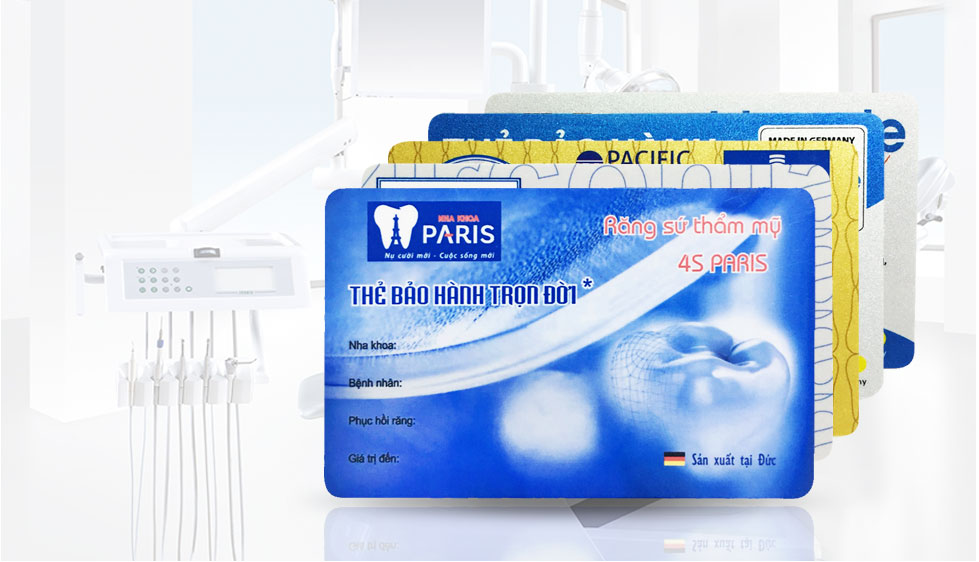 MADE IN GERMANY
PACIFIC
NHA KHOA
PARIS
Nụ cười mới - Cuộc sống mới
Răng sứ thẩm mỹ
4S PARIS
THẺ BẢO HÀNH TRỌN ĐỜI *
Nha khoa:
Bệnh nhân:
Phục hồi răng:
Giá trị đến:
Sản xuất tại Đức